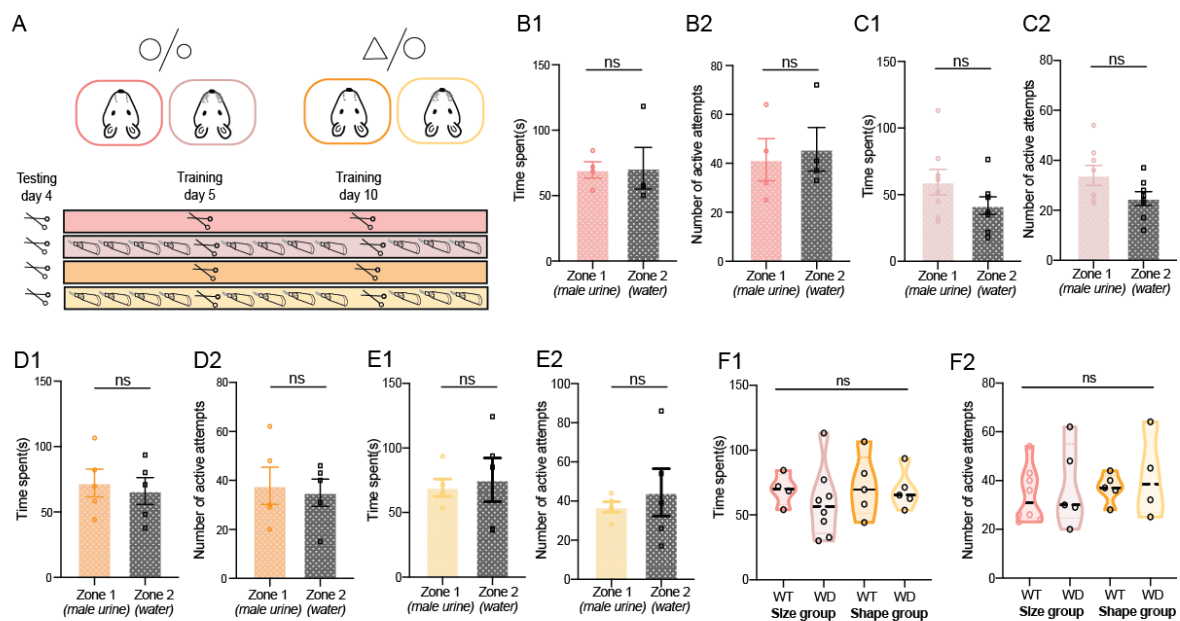 A
Testing
day 4
Training
day 5
Training
day 10
B1
ns
Time spent(s)
150
100
50
0
Zone 1
(male urine)
Zone 2
(water)
B2
ns
Number of active attempts
80
60
40
20
0
Zone 1
(male urine)
Zone 2
(water)
C1
ns
Time spent(s)
150
100
50
0
Zone 1
(male urine)
Zone 2
(water)
C2
ns
Number of active attempts
80
60
40
20
0
Zone 1
(male urine)
Zone 2
(water)
D1
ns
Time spent(s)
150
100
50
0
Zone 1
(male urine)
Zone 2
(water)
D2
ns
Number of active attempts
80
60
40
20
0
Zone 1
(male urine)
Zone 2
(water)
E1
ns
Time spent(s)
150
100
50
0
Zone 1
(male urine)
Zone 2
(water)
E2
ns
Number of active attempts
100
80
60
40
20
0
Zone 1
(male urine)
Zone 2
(water)
F1
ns
Time spent(s)
150
100
50
0
WT WD WT WD
Size group Shape group
F2
ns
Number of active attempts
80
60
40
20
0
WT WD WT WD
Size group Shape group